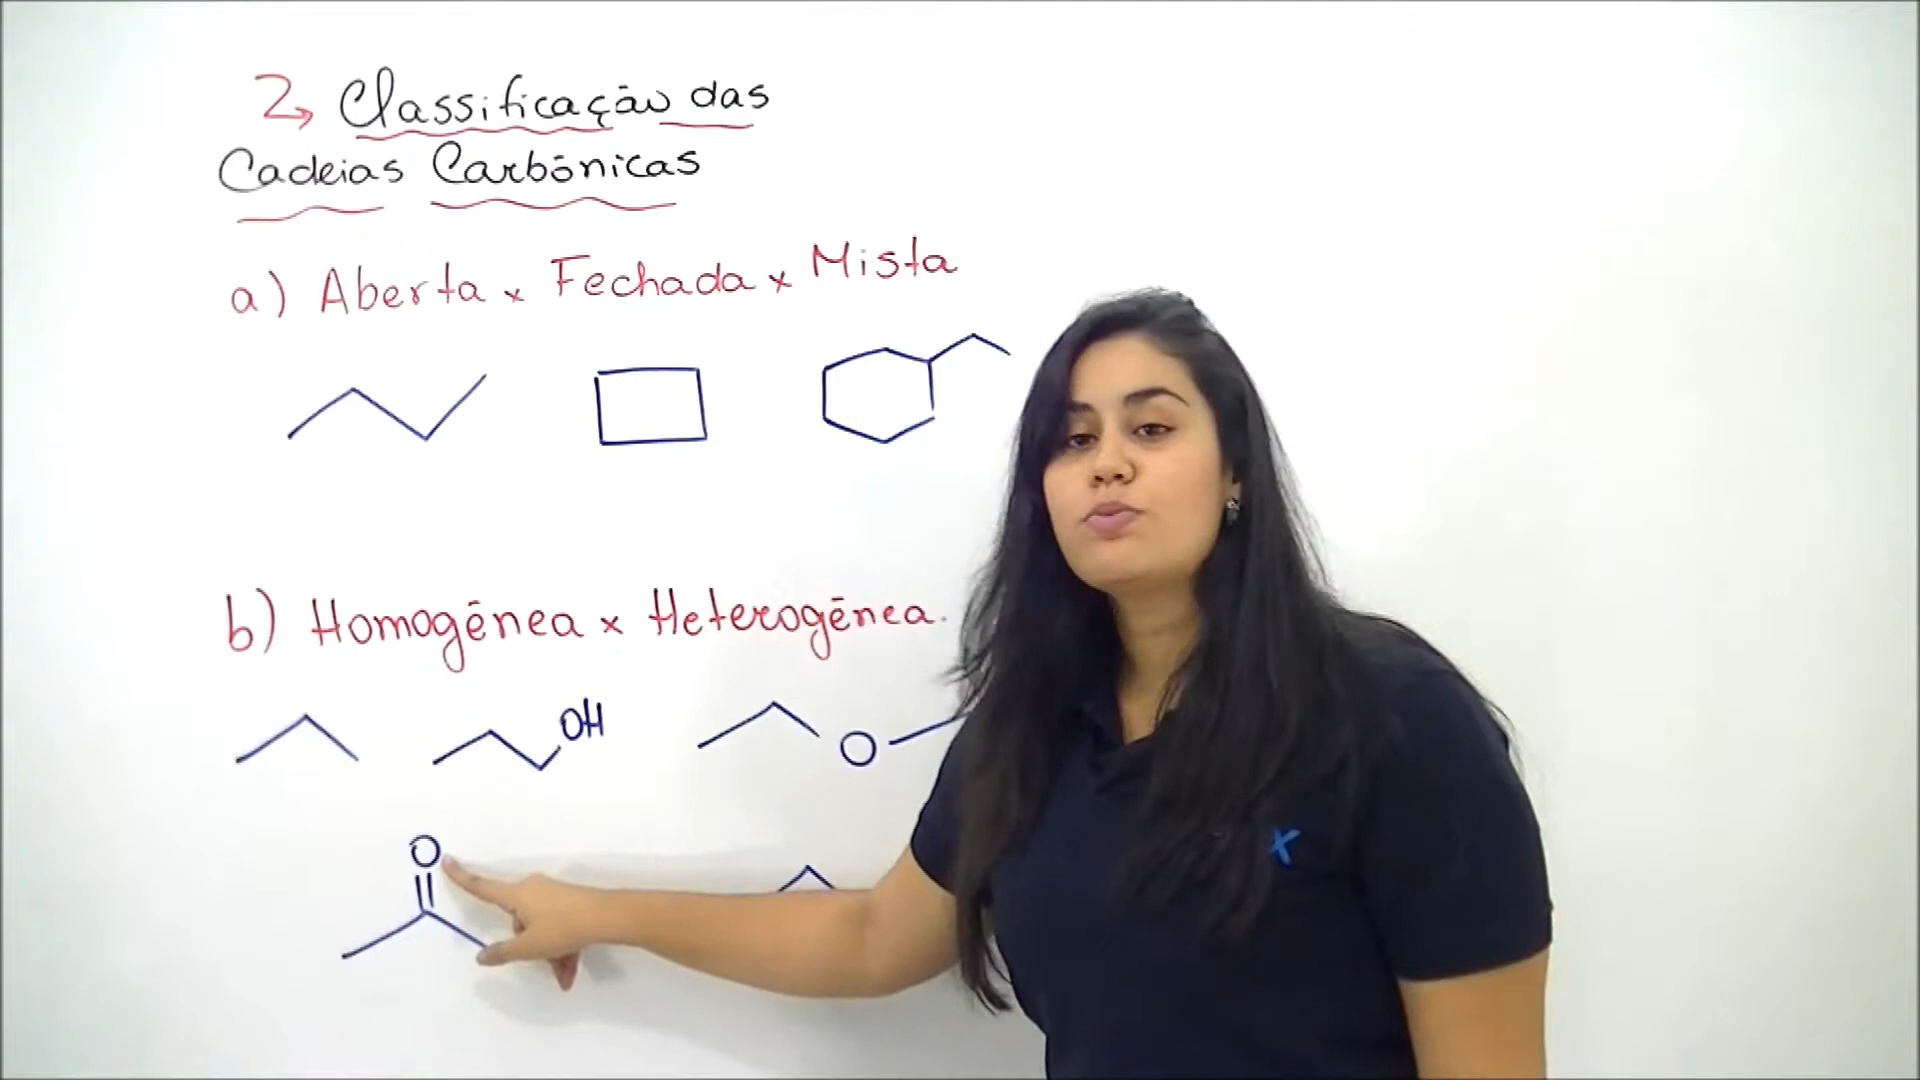 2→ Classificação das
Cadeias Carbônicas
a) Aberta x Fechada x Mista
b) Homogênea x Heterogênea.
OH
O
O